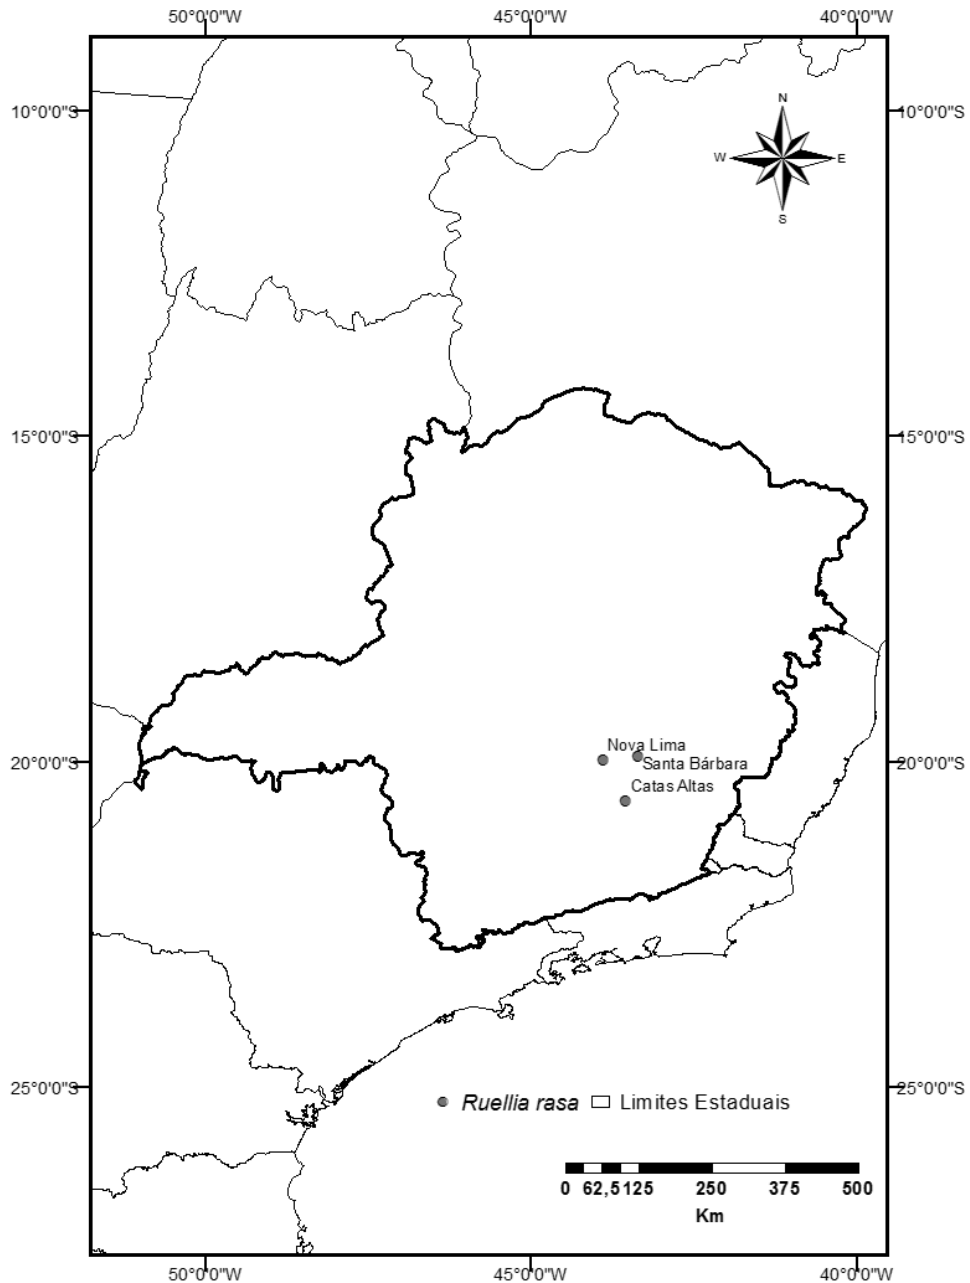 50°0'0"W 45°0'0"W 40°0'0"W
10°0'0"S 10°0'0"S
N
W E
S
15°0'0"S 15°0'0"S
Nova Lima
20°0'0"S Santa Bárbara 20°0'0"S
Catas Altas
25°0'0"S 25°0'0"S
Ruellia rasa Limites Estaduais
0 62,5 125 250 375 500
Km
50°0'0"W 45°0'0"W 40°0'0"W